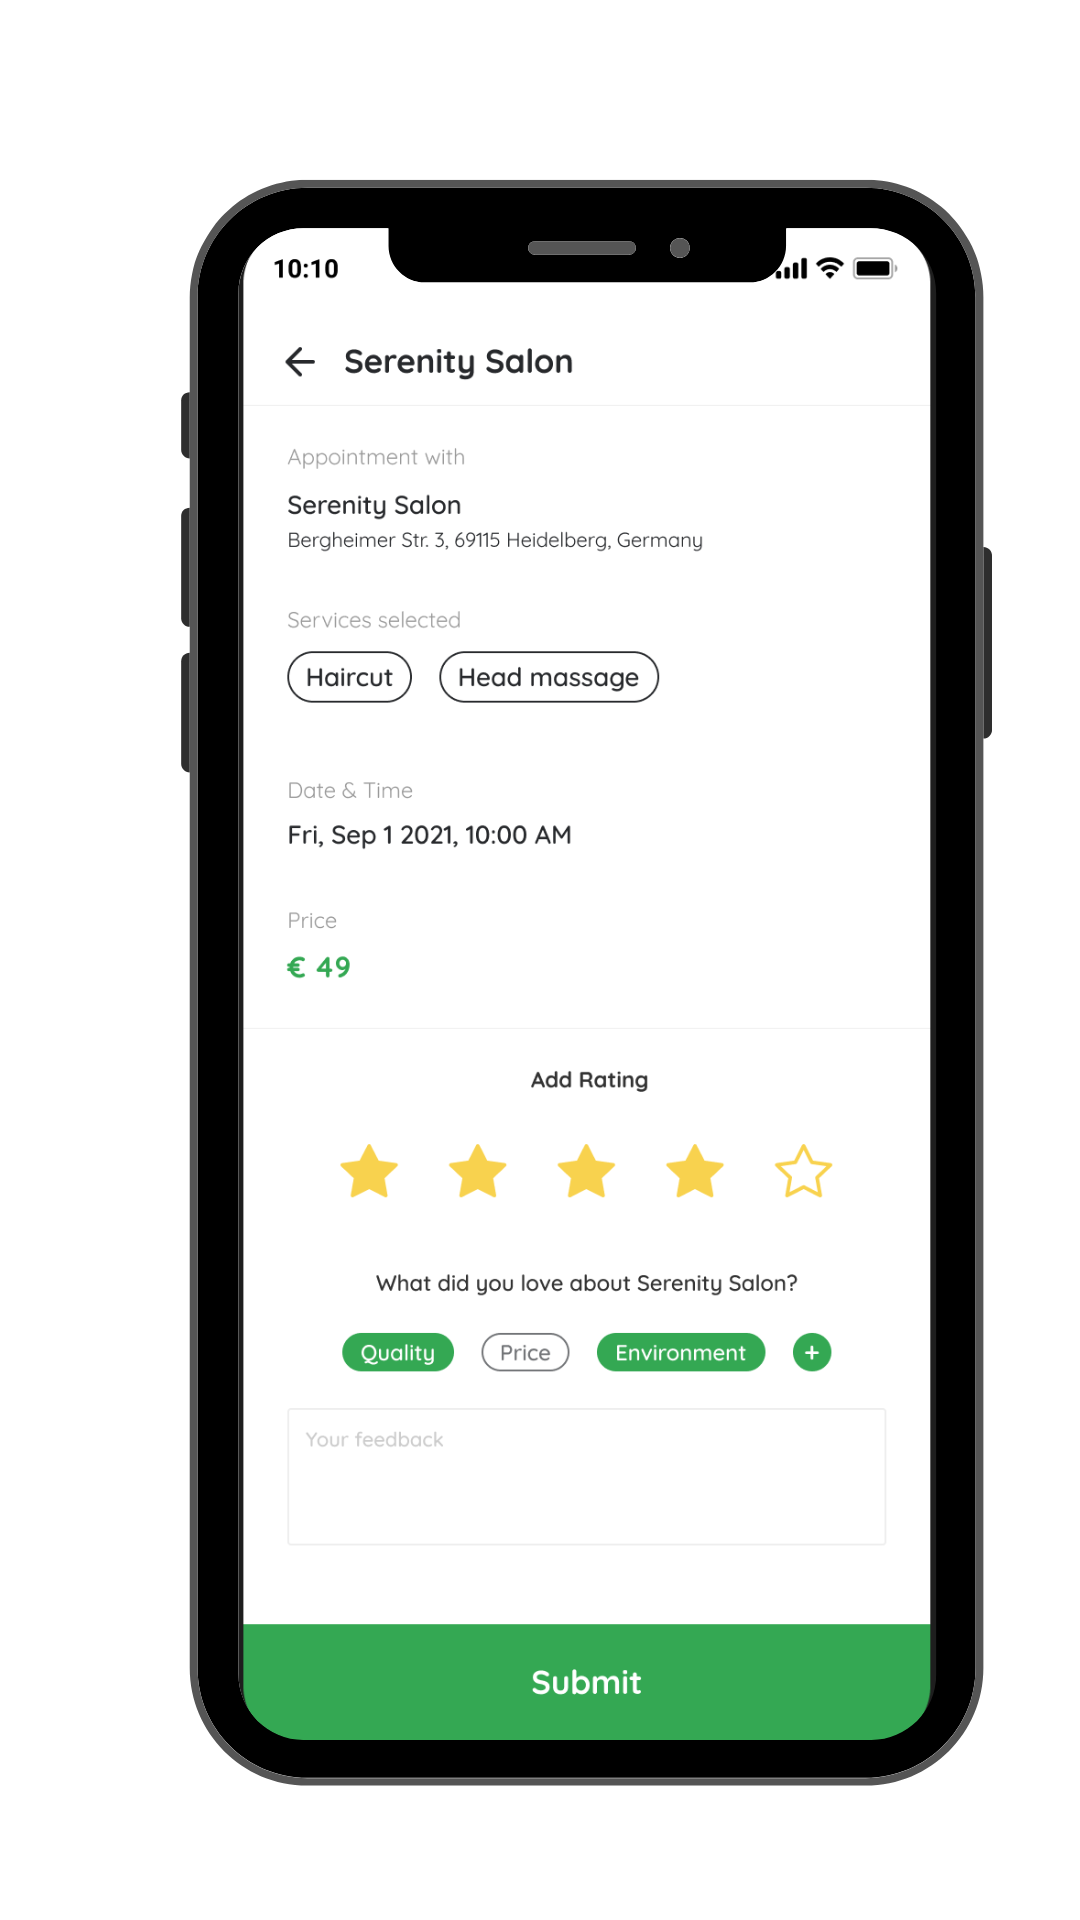 10:10
Serenity Salon
Appointment with
Serenity Salon
Bergheimer Str. 3, 69115 Heidelberg, Germany
Services selected
Haircut Head massage
Date & Time
Fri, Sep 1 2021, 10:00 AM
Price
€ 49
Add Rating
What did you love about Serenity Salon?
Quality Price Environment +
Your feedback
Submit